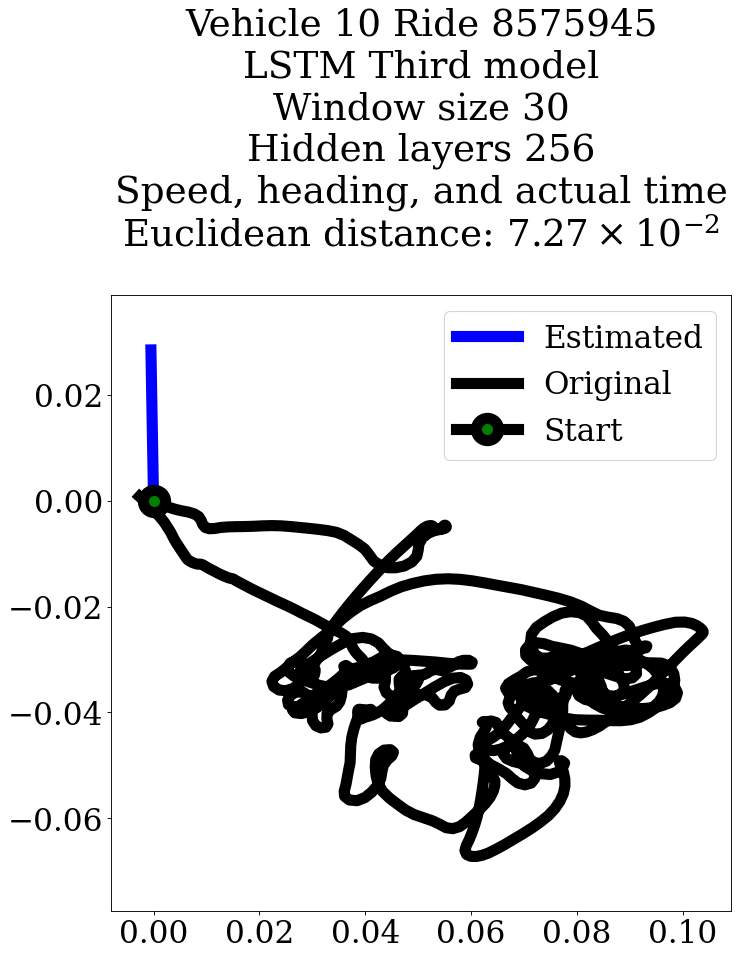 Vehicle 10 Ride 8575945
LSTM Third model
Window size 30
Hidden layers 256
Speed, heading, and actual time
Euclidean distance: 7.27 × 10⁻²
Estimated
Original
Start
0.02
0.00
−0.02
−0.04
−0.06
0.00 0.02 0.04 0.06 0.08 0.10